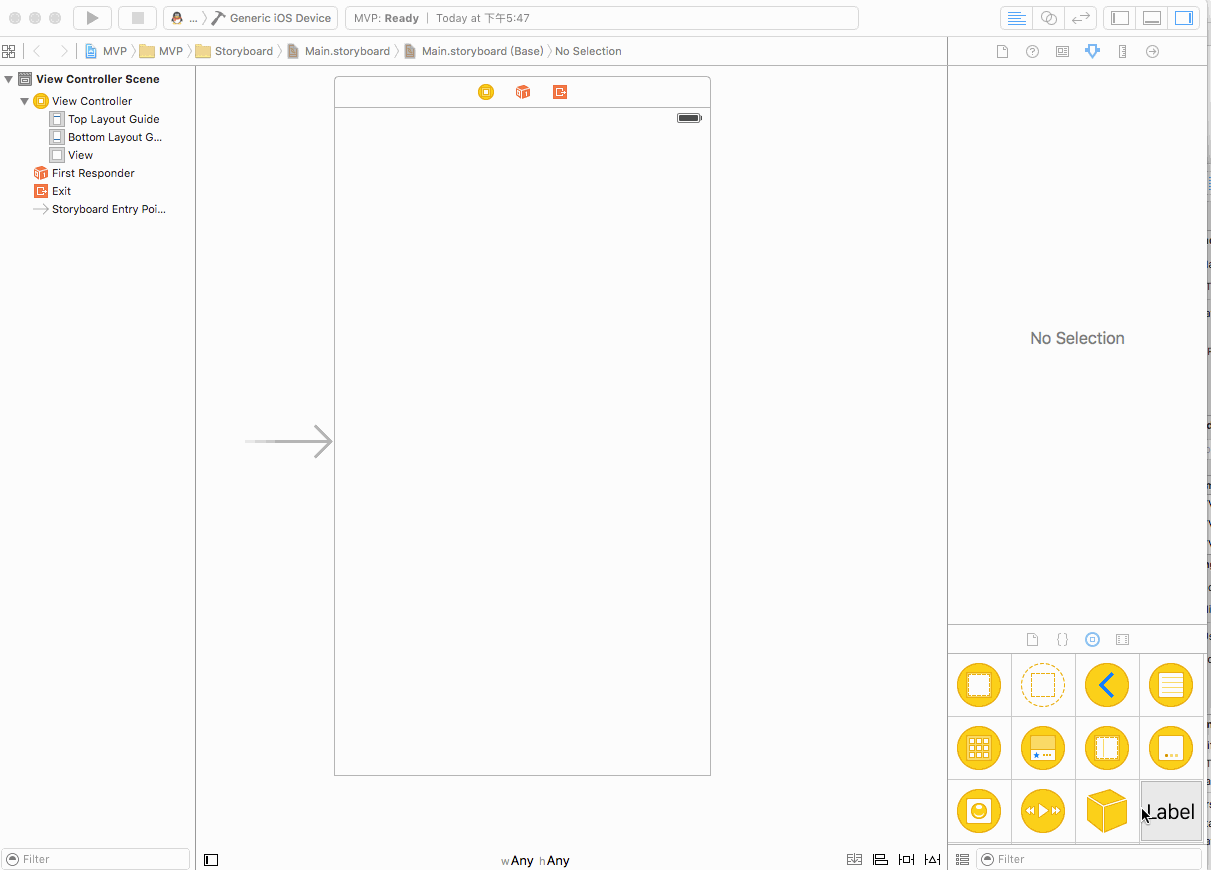 ... Generic iOS Device MVP: Ready Today at 下午5:47
MVP MVP Storyboard Main.storyboard Main.storyboard (Base) No Selection
View Controller Scene
View Controller
Top Layout Guide
Bottom Layout G...
View
First Responder
Exit
Storyboard Entry Poi...
No Selection
{}
Label
Filter
wAny hAny
Filter